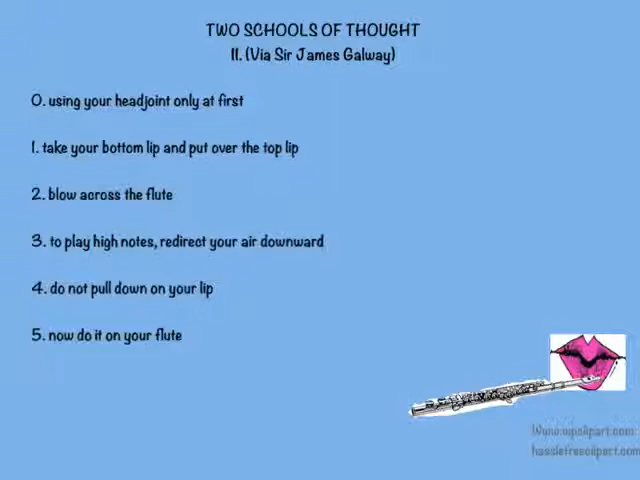 TWO SCHOOLS OF THOUGHT
II. (Via Sir James Galway)
0. using your headjoint only at first
1. take your bottom lip and put over the top lip
2. blow across the flute
3. to play high notes, redirect your air downward
4. do not pull down on your lip
5. now do it on your flute
hasslefreeclipart.com